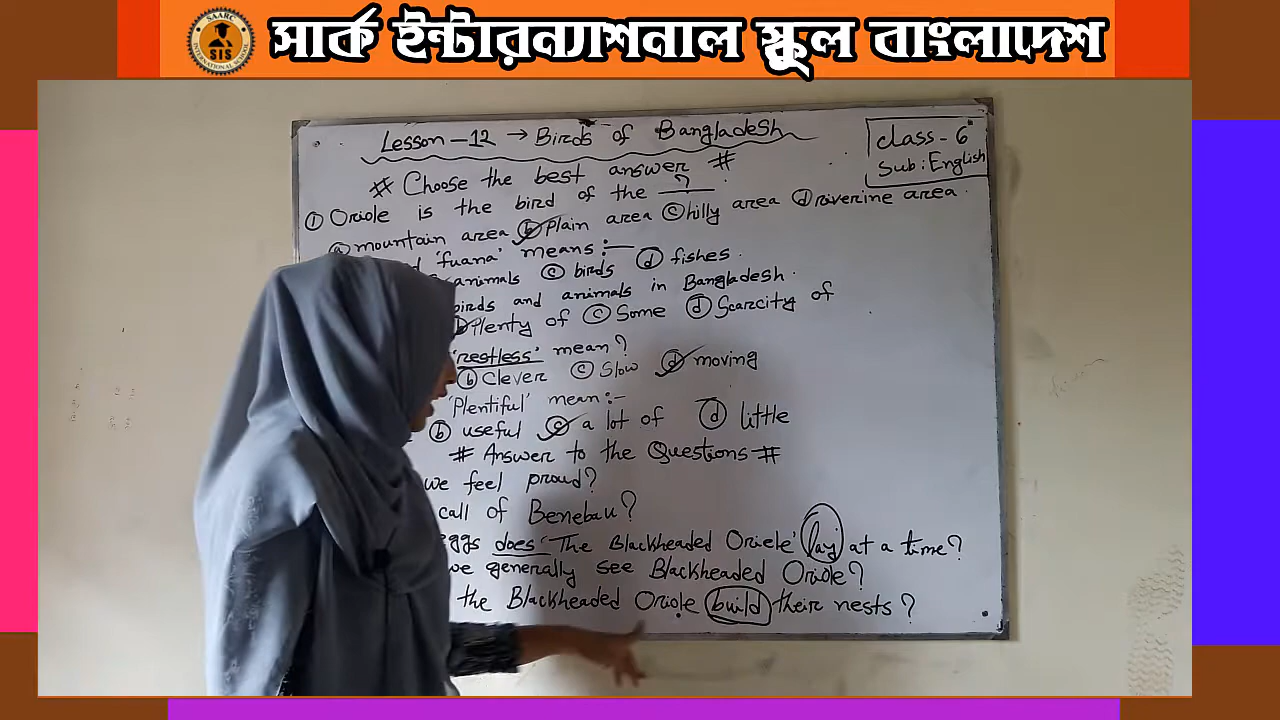 সার্ক ইন্টারন্যাশনাল স্কুল বাংলাদেশ
SAARC
SIS
INTERNATIONAL SCHOOL
Lesson-12 → Birds of Bangladesh
Class-6
Sub: English
# Choose the best answer #
① Oriole is the bird of the ?
ⓐ mountain area ⓑ plain area ⓒ hilly area ⓓ riverine area
'fuana' means :—
animals ⓒ birds ⓓ fishes
birds and animals in Bangladesh.
ⓑ Plenty of ⓒ Some ⓓ Scarcity of
'restless' mean?
ⓑ Clever ⓒ Slow ⓓ moving
'Plentiful' mean :-
ⓑ useful ⓒ a lot of ⓓ little
# Answer to the Questions #
we feel proud?
call of Benebau?
eggs does 'The Blackheaded Oriele' lay at a time?
we generally see Blackheaded Oriole?
the Blackheaded Oriole build their nests?